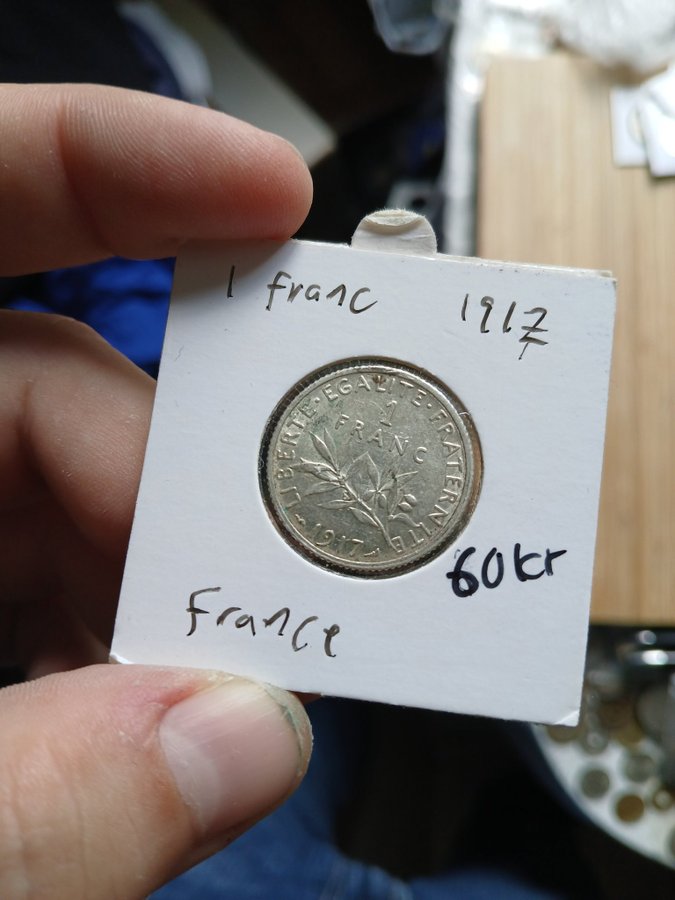 1 franc 1917
LIBERTE·EGALITE·FRATERNITE
1
FRANC
1917
60kr
France